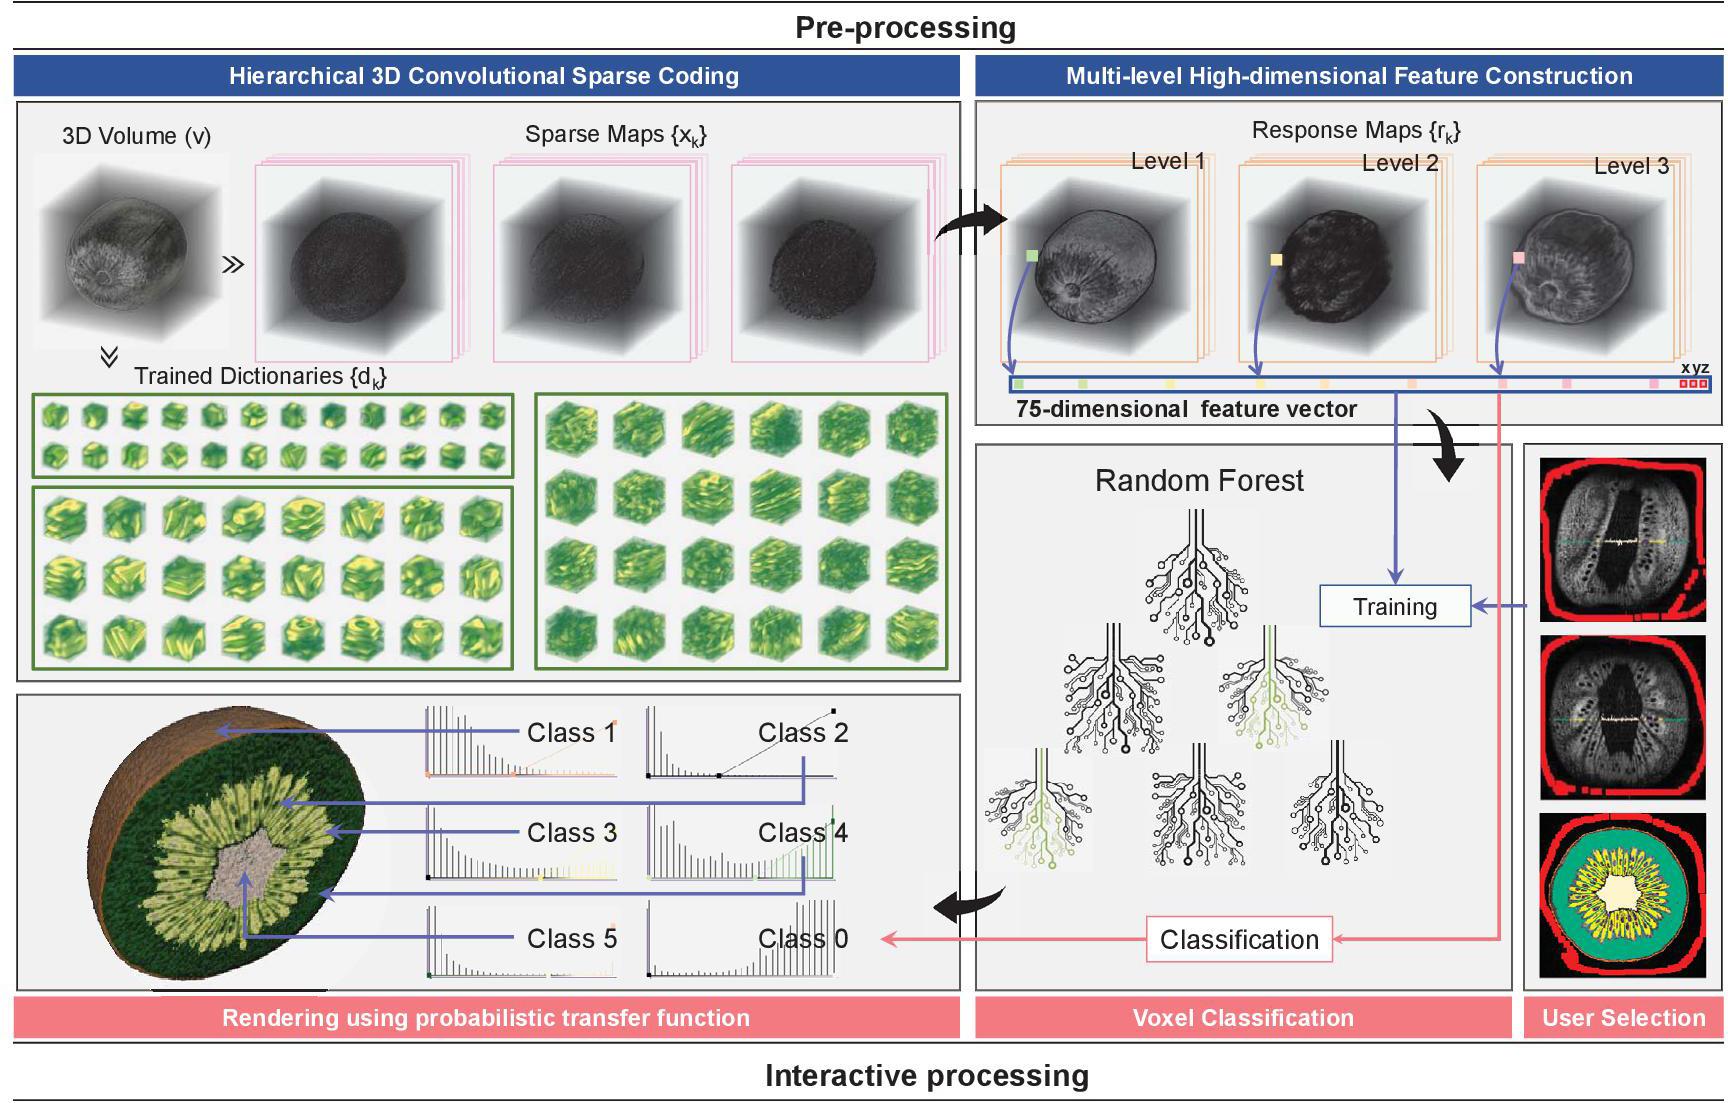 Pre-processing
Hierarchical 3D Convolutional Sparse Coding
Multi-level High-dimensional Feature Construction
3D Volume (v)
Sparse Maps {xk}
Response Maps {rk}
Level 1
Level 2
Level 3
Trained Dictionaries {dk}
xyz
75-dimensional feature vector
Random Forest
Training
Class 1
Class 2
Class 3
Class 4
Class 5
Class 0
Classification
Rendering using probabilistic transfer function
Voxel Classification
User Selection
Interactive processing